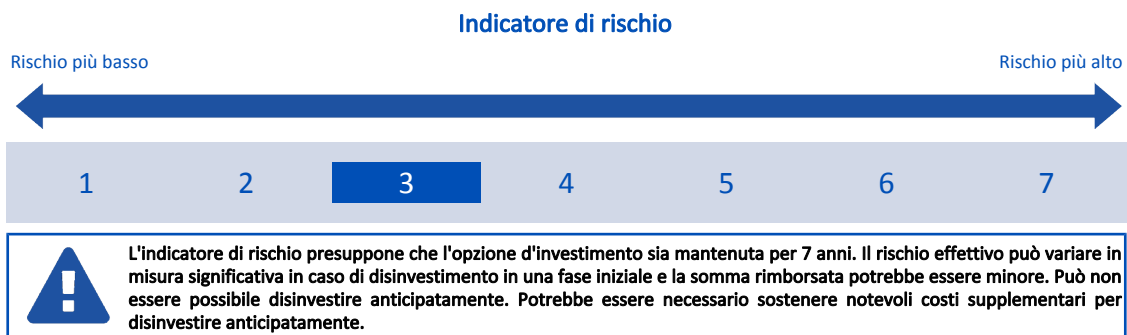 Indicatore di rischio
Rischio più basso
Rischio più alto
1 2 3 4 5 6 7
L'indicatore di rischio presuppone che l'opzione d'investimento sia mantenuta per 7 anni. Il rischio effettivo può variare in
misura significativa in caso di disinvestimento in una fase iniziale e la somma rimborsata potrebbe essere minore. Può non
essere possibile disinvestire anticipatamente. Potrebbe essere necessario sostenere notevoli costi supplementari per
disinvestire anticipatamente.